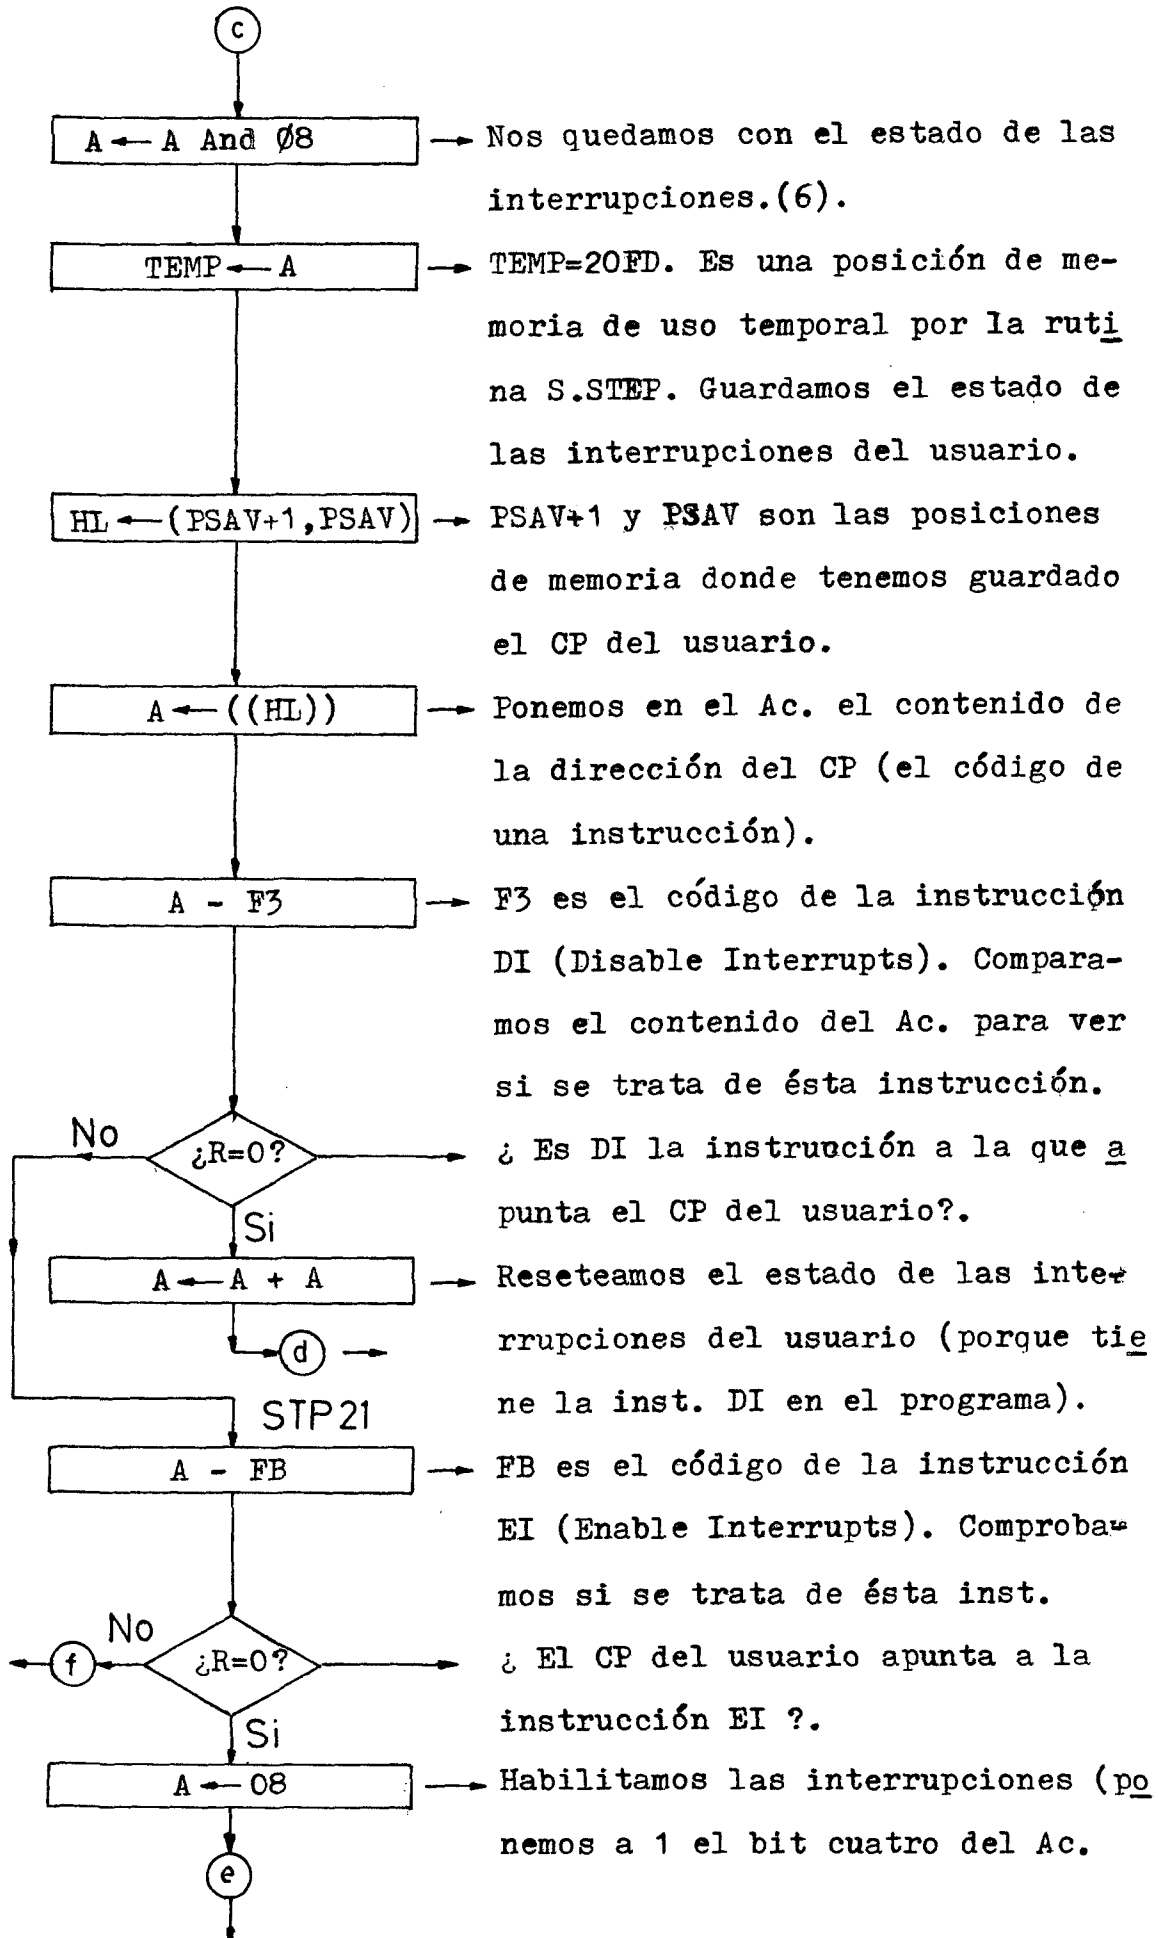 c
A ← A And Ø8 → Nos quedamos con el estado de las
interrupciones.(6).
TEMP ← A → TEMP=20FD. Es una posición de me-
moria de uso temporal por la ruti
na S.STEP. Guardamos el estado de
las interrupciones del usuario.
HL ← (PSAV+1,PSAV) → PSAV+1 y PSAV son las posiciones
de memoria donde tenemos guardado
el CP del usuario.
A ← ((HL)) → Ponemos en el Ac. el contenido de
la dirección del CP (el código de
una instrucción).
A - F3 → F3 es el código de la instrucción
DI (Disable Interrupts). Compara-
mos el contenido del Ac. para ver
si se trata de ésta instrucción.
No ¿R=0? → ¿ Es DI la instrucción a la que a
punta el CP del usuario?.
Si
A ← A + A → Reseteamos el estado de las inte-
rrupciones del usuario (porque tie
d →
ne la inst. DI en el programa).
STP21
A - FB → FB es el código de la instrucción
EI (Enable Interrupts). Comproba-
mos si se trata de ésta inst.
No
f ¿R=0? → ¿ El CP del usuario apunta a la
instrucción EI ?.
Si
A ← 08 → Habilitamos las interrupciones (po
nemos a 1 el bit cuatro del Ac.
e